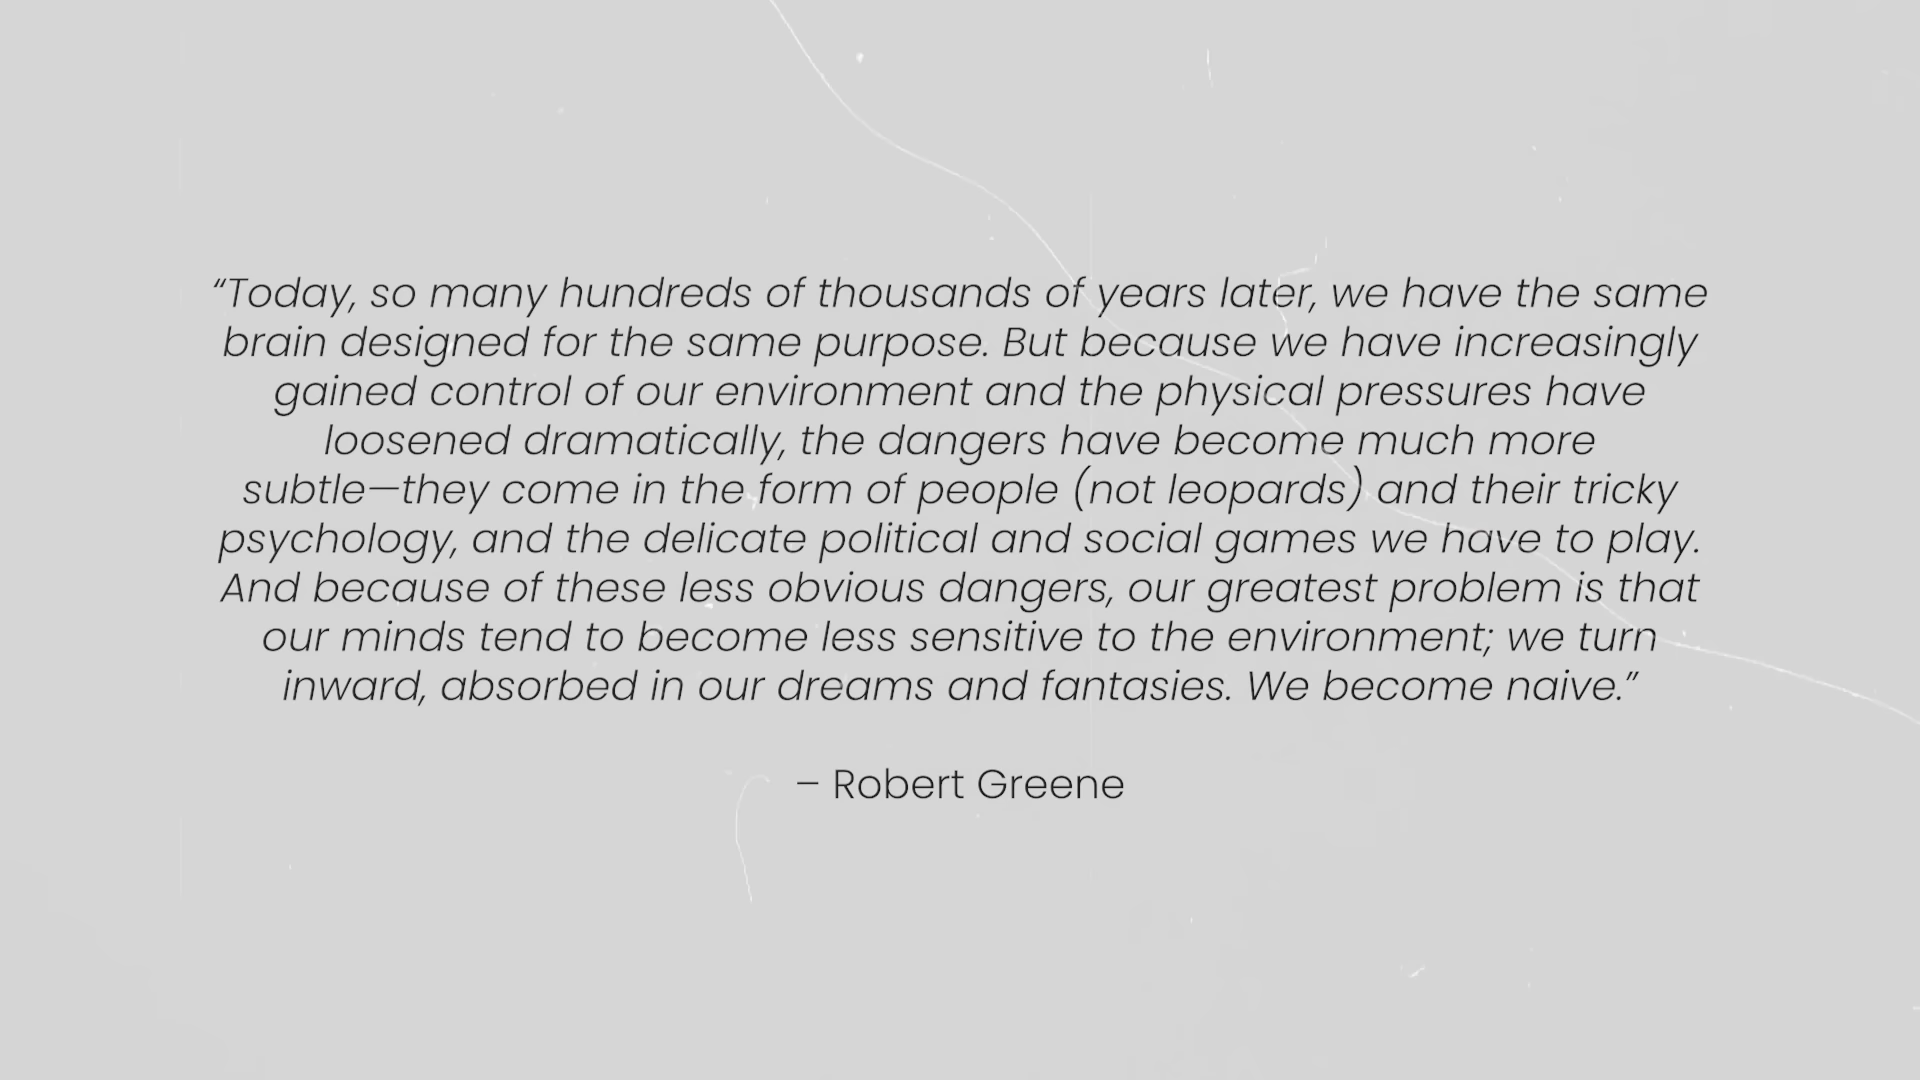 “Today, so many hundreds of thousands of years later, we have the same
brain designed for the same purpose. But because we have increasingly
gained control of our environment and the physical pressures have
loosened dramatically, the dangers have become much more
subtle—they come in the form of people (not leopards) and their tricky
psychology, and the delicate political and social games we have to play.
And because of these less obvious dangers, our greatest problem is that
our minds tend to become less sensitive to the environment; we turn
inward, absorbed in our dreams and fantasies. We become naive.”
– Robert Greene